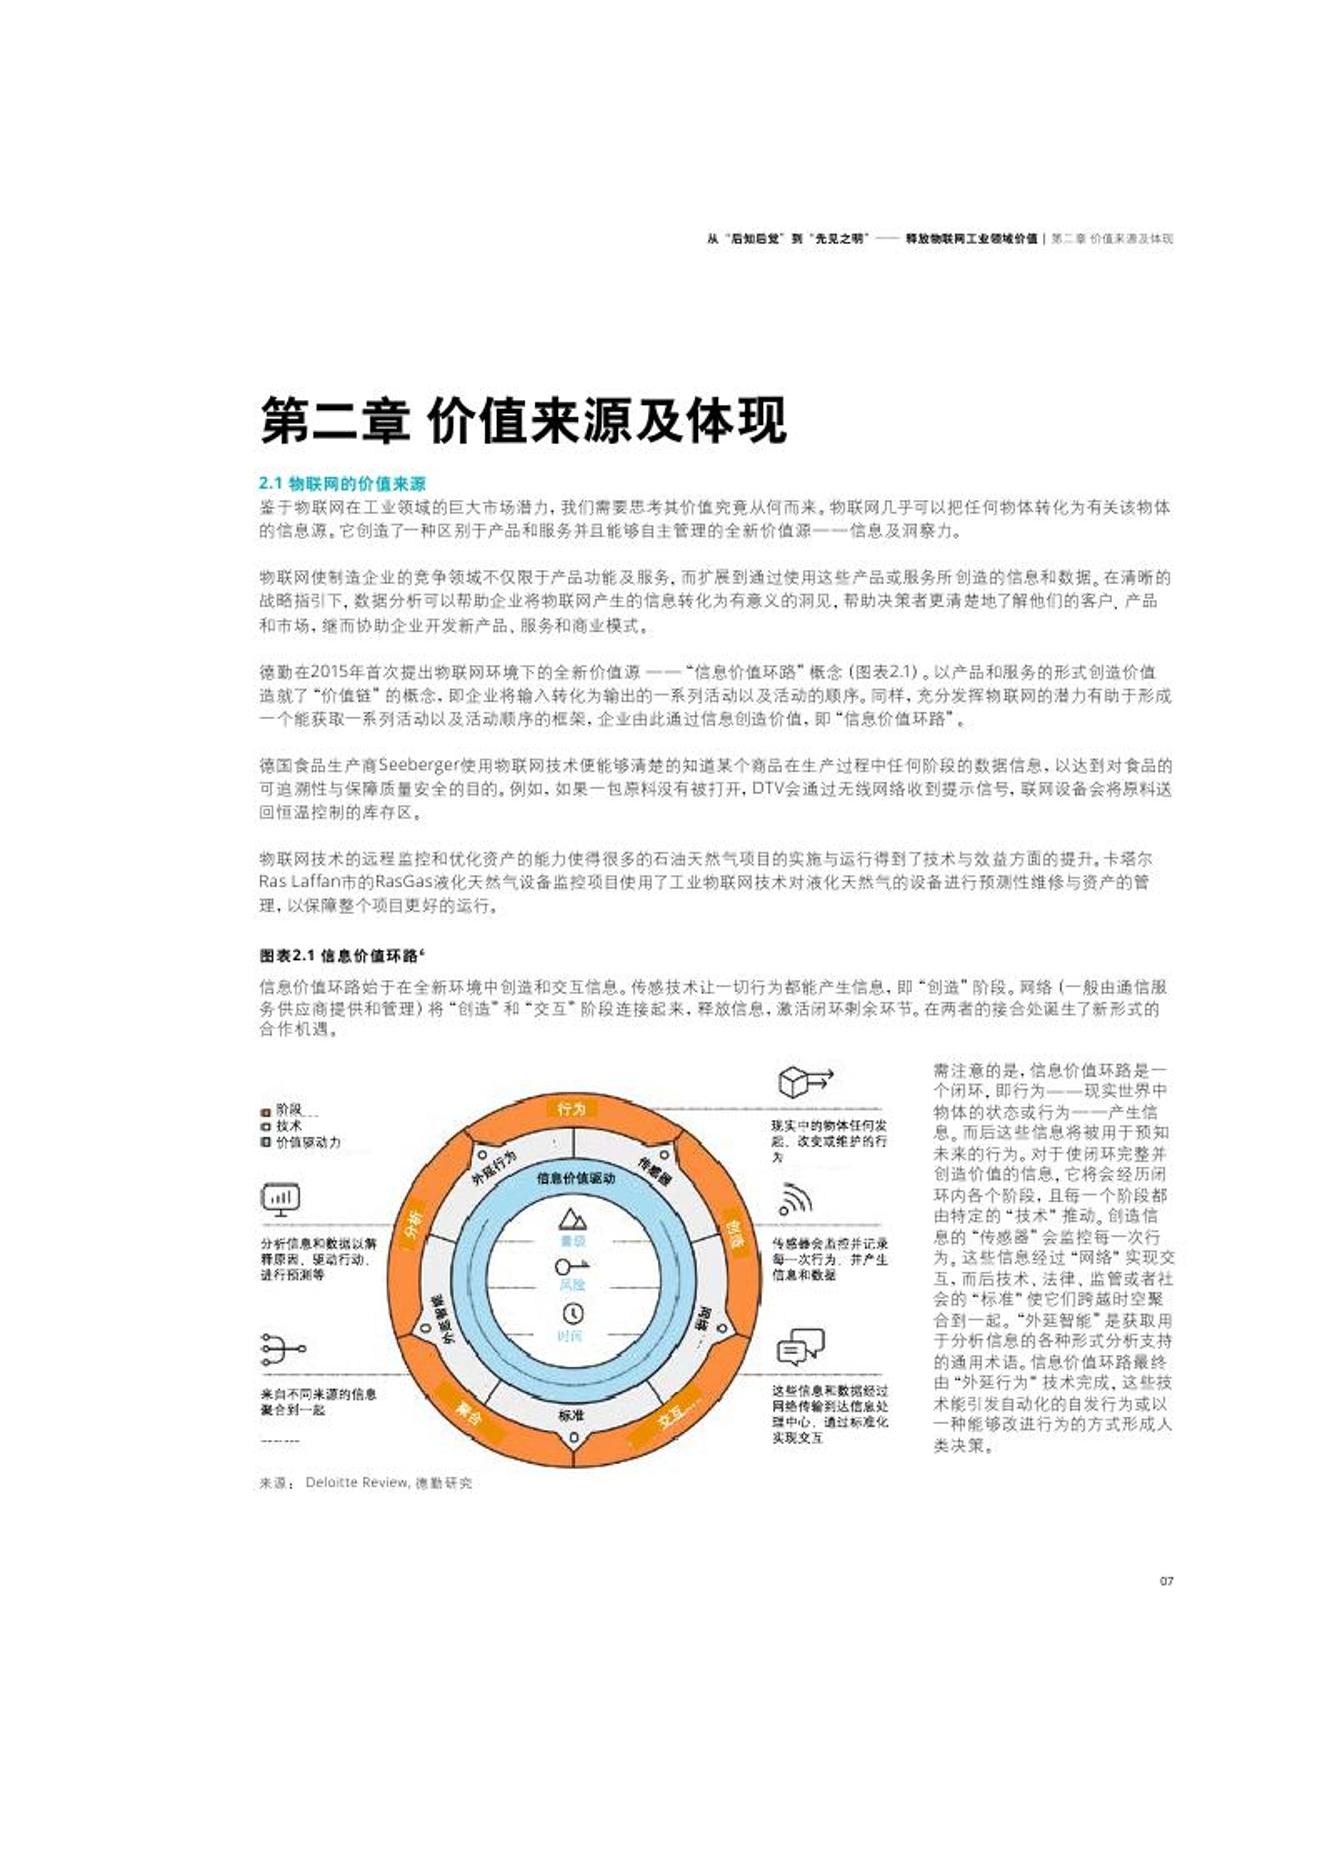 从“后知后觉”到“先见之明”—— 释放物联网工业领域价值 | 第二章 价值来源及体现
第二章 价值来源及体现
2.1 物联网的价值来源
鉴于物联网在工业领域的巨大市场潜力，我们需要思考其价值究竟从何而来。物联网几乎可以把任何物体转化为有关该物体
的信息源。它创造了一种区别于产品和服务并且能够自主管理的全新价值源——信息及洞察力。
物联网使制造企业的竞争领域不仅限于产品功能及服务，而扩展到通过使用这些产品或服务所创造的信息和数据。在清晰的
战略指引下，数据分析可以帮助企业将物联网产生的信息转化为有意义的洞见，帮助决策者更清楚地了解他们的客户、产品
和市场，继而协助企业开发新产品、服务和商业模式。
德勤在2015年首次提出物联网环境下的全新价值源 ——“信息价值环路”概念（图表2.1）。以产品和服务的形式创造价值
造就了“价值链”的概念，即企业将输入转化为输出的一系列活动以及活动的顺序。同样，充分发挥物联网的潜力有助于形成
一个能获取一系列活动以及活动顺序的框架，企业由此通过信息创造价值，即“信息价值环路”。
德国食品生产商Seeberger使用物联网技术便能够清楚的知道某个商品在生产过程中任何阶段的数据信息，以达到对食品的
可追溯性与保障质量安全的目的。例如，如果一包原料没有被打开，DTV会通过无线网络收到提示信号，联网设备会将原料送
回恒温控制的库存区。
物联网技术的远程监控和优化资产的能力使得很多的石油天然气项目的实施与运行得到了技术与效益方面的提升。卡塔尔
Ras Laffan市的RasGas液化天然气设备监控项目使用了工业物联网技术对液化天然气的设备进行预测性维修与资产的管
理，以保障整个项目更好的运行。
图表2.1 信息价值环路⁶
信息价值环路始于在全新环境中创造和交互信息。传感技术让一切行为都能产生信息，即“创造”阶段。网络（一般由通信服
务供应商提供和管理）将“创造”和“交互”阶段连接起来，释放信息，激活闭环剩余环节。在两者的接合处诞生了新形式的
合作机遇。
阶段
技术
价值驱动力
分析信息和数据以解
释原因、驱动行动、
进行预测等
来自不同来源的信息
聚合到一起
行为
外延行为
传感器
信息价值驱动
分析
创造
量级
风险
时间
外延智能
网络
聚合
标准
交互
现实中的物体任何发
起、改变或维护的行
为
传感器会监控并记录
每一次行为，并产生
信息和数据
这些信息和数据经过
网络传输到达信息处
理中心，通过标准化
实现交互
需注意的是，信息价值环路是一
个闭环，即行为——现实世界中
物体的状态或行为——产生信
息。而后这些信息将被用于预知
未来的行为。对于使闭环完整并
创造价值的信息，它将会经历闭
环内各个阶段，且每一个阶段都
由特定的“技术”推动。创造信
息的“传感器”会监控每一次行
为。这些信息经过“网络”实现交
互，而后技术、法律、监管或者社
会的“标准”使它们跨越时空聚
合到一起。“外延智能”是获取用
于分析信息的各种形式分析支持
的通用术语。信息价值环路最终
由“外延行为”技术完成，这些技
术能引发自动化的自发行为或以
一种能够改进行为的方式形成人
类决策。
来源： Deloitte Review, 德勤研究
07